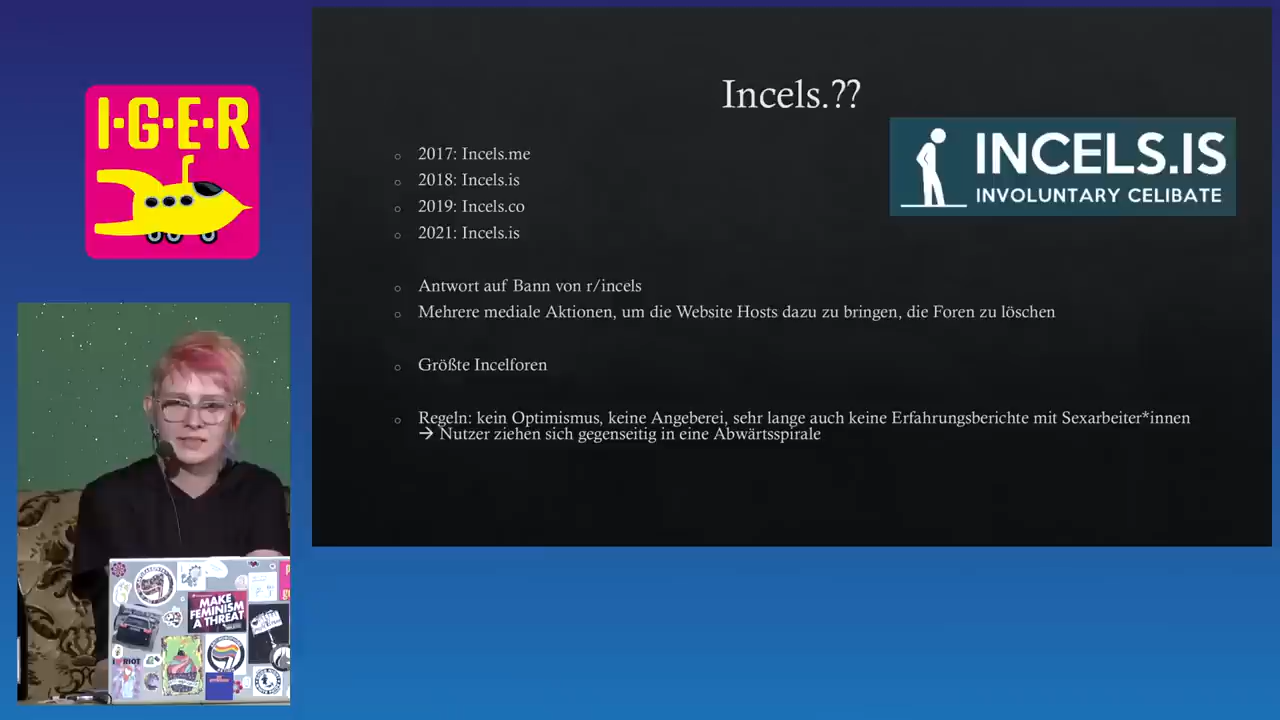 I·G·E·R
Incels.??
INCELS.IS
INVOLUNTARY CELIBATE
○ 2017: Incels.me
○ 2018: Incels.is
○ 2019: Incels.co
○ 2021: Incels.is
○ Antwort auf Bann von r/incels
○ Mehrere mediale Aktionen, um die Website Hosts dazu zu bringen, die Foren zu löschen
○ Größte Incelforen
○ Regeln: kein Optimismus, keine Angeberei, sehr lange auch keine Erfahrungsberichte mit Sexarbeiter*innen
→ Nutzer ziehen sich gegenseitig in eine Abwärtsspirale
MAKE
FEMINISM
A THREAT
RIOT